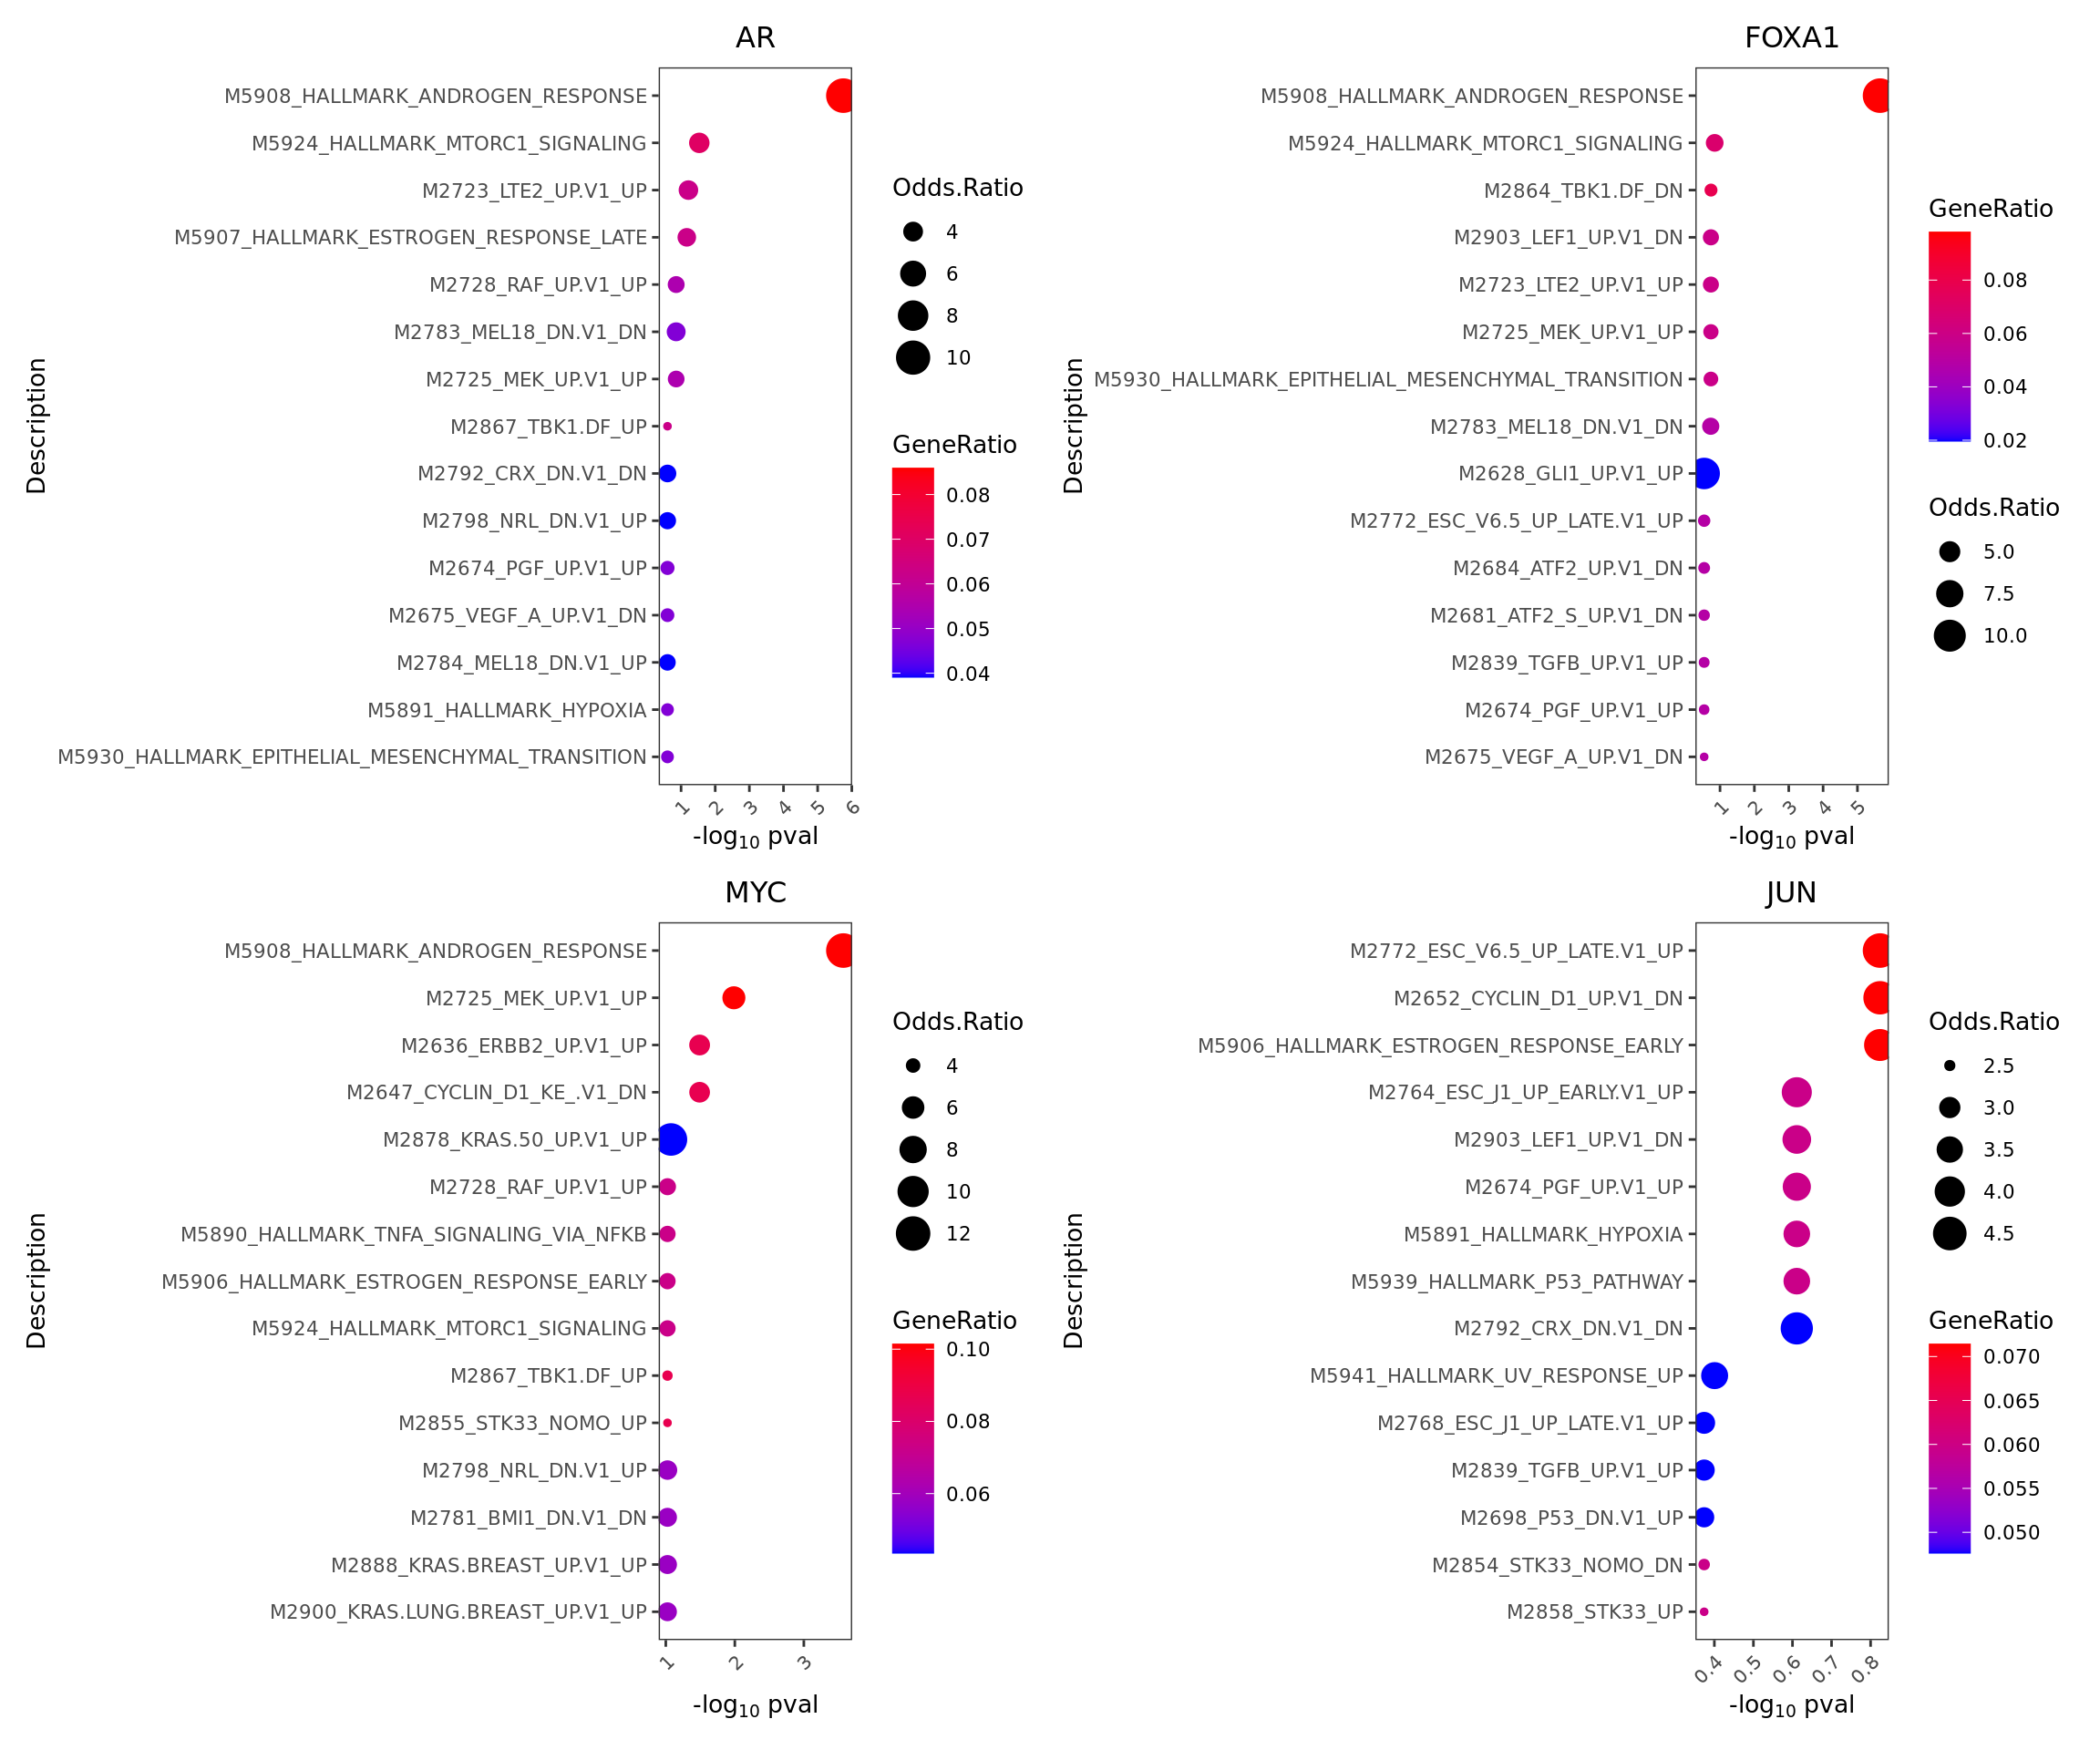 AR
Description
M5908_HALLMARK_ANDROGEN_RESPONSE
M5924_HALLMARK_MTORC1_SIGNALING
M2723_LTE2_UP.V1_UP
M5907_HALLMARK_ESTROGEN_RESPONSE_LATE
M2728_RAF_UP.V1_UP
M2783_MEL18_DN.V1_DN
M2725_MEK_UP.V1_UP
M2867_TBK1.DF_UP
M2792_CRX_DN.V1_DN
M2798_NRL_DN.V1_UP
M2674_PGF_UP.V1_UP
M2675_VEGF_A_UP.V1_DN
M2784_MEL18_DN.V1_UP
M5891_HALLMARK_HYPOXIA
M5930_HALLMARK_EPITHELIAL_MESENCHYMAL_TRANSITION
1 2 3 4 5 6
-log10 pval
Odds.Ratio
4
6
8
10
GeneRatio
0.08
0.07
0.06
0.05
0.04
FOXA1
Description
M5908_HALLMARK_ANDROGEN_RESPONSE
M5924_HALLMARK_MTORC1_SIGNALING
M2864_TBK1.DF_DN
M2903_LEF1_UP.V1_DN
M2723_LTE2_UP.V1_UP
M2725_MEK_UP.V1_UP
M5930_HALLMARK_EPITHELIAL_MESENCHYMAL_TRANSITION
M2783_MEL18_DN.V1_DN
M2628_GLI1_UP.V1_UP
M2772_ESC_V6.5_UP_LATE.V1_UP
M2684_ATF2_UP.V1_DN
M2681_ATF2_S_UP.V1_DN
M2839_TGFB_UP.V1_UP
M2674_PGF_UP.V1_UP
M2675_VEGF_A_UP.V1_DN
1 2 3 4 5
-log10 pval
GeneRatio
0.08
0.06
0.04
0.02
Odds.Ratio
5.0
7.5
10.0
MYC
Description
M5908_HALLMARK_ANDROGEN_RESPONSE
M2725_MEK_UP.V1_UP
M2636_ERBB2_UP.V1_UP
M2647_CYCLIN_D1_KE_.V1_DN
M2878_KRAS.50_UP.V1_UP
M2728_RAF_UP.V1_UP
M5890_HALLMARK_TNFA_SIGNALING_VIA_NFKB
M5906_HALLMARK_ESTROGEN_RESPONSE_EARLY
M5924_HALLMARK_MTORC1_SIGNALING
M2867_TBK1.DF_UP
M2855_STK33_NOMO_UP
M2798_NRL_DN.V1_UP
M2781_BMI1_DN.V1_DN
M2888_KRAS.BREAST_UP.V1_UP
M2900_KRAS.LUNG.BREAST_UP.V1_UP
1 2 3
-log10 pval
Odds.Ratio
4
6
8
10
12
GeneRatio
0.10
0.08
0.06
JUN
Description
M2772_ESC_V6.5_UP_LATE.V1_UP
M2652_CYCLIN_D1_UP.V1_DN
M5906_HALLMARK_ESTROGEN_RESPONSE_EARLY
M2764_ESC_J1_UP_EARLY.V1_UP
M2903_LEF1_UP.V1_DN
M2674_PGF_UP.V1_UP
M5891_HALLMARK_HYPOXIA
M5939_HALLMARK_P53_PATHWAY
M2792_CRX_DN.V1_DN
M5941_HALLMARK_UV_RESPONSE_UP
M2768_ESC_J1_UP_LATE.V1_UP
M2839_TGFB_UP.V1_UP
M2698_P53_DN.V1_UP
M2854_STK33_NOMO_DN
M2858_STK33_UP
0.4 0.5 0.6 0.7 0.8
-log10 pval
Odds.Ratio
2.5
3.0
3.5
4.0
4.5
GeneRatio
0.070
0.065
0.060
0.055
0.050